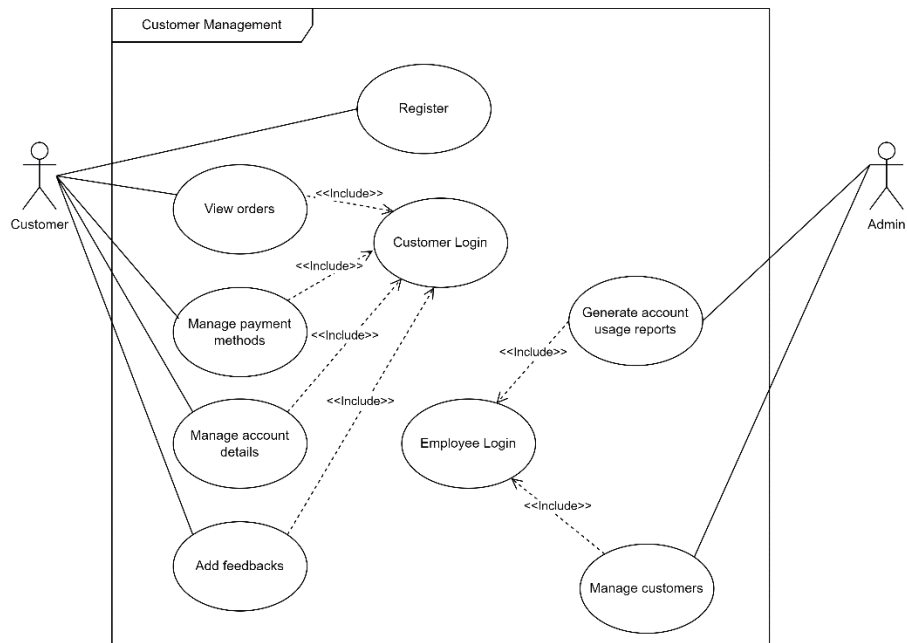 Customer Management
Register
View orders
<<Include>>
Customer Login
Customer
Admin
<<Include>>
Manage payment
methods
Generate account
usage reports
<<Include>>
<<Include>>
<<Include>>
Manage account
details
Employee Login
<<Include>>
Add feedbacks
Manage customers